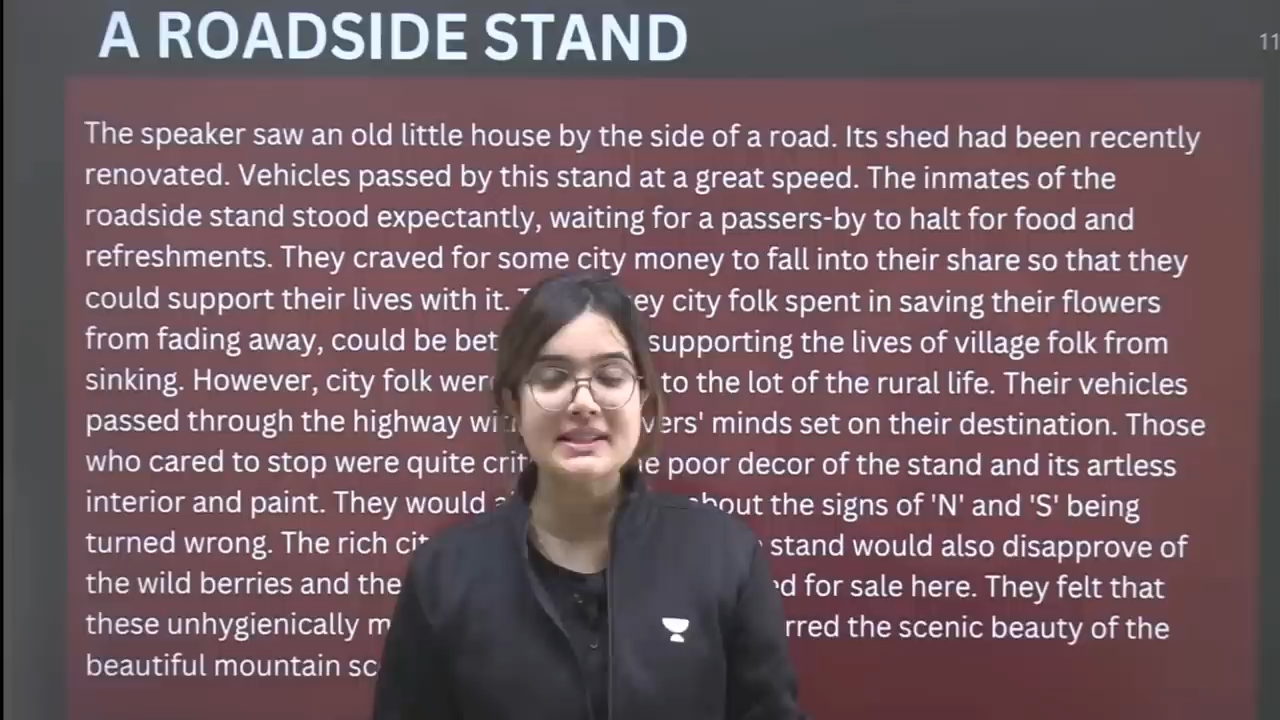 A ROADSIDE STAND
11
The speaker saw an old little house by the side of a road. Its shed had been recently
renovated. Vehicles passed by this stand at a great speed. The inmates of the
roadside stand stood expectantly, waiting for a passers-by to halt for food and
refreshments. They craved for some city money to fall into their share so that they
could support their lives with it. city folk spent in saving their flowers
from fading away, could be supporting the lives of village folk from
sinking. However, city folk to the lot of the rural life. Their vehicles
passed through the highway minds set on their destination. Those
who cared to stop were quite poor decor of the stand and its artless
interior and paint. They would the signs of 'N' and 'S' being
turned wrong. The rich stand would also disapprove of
the wild berries and the for sale here. They felt that
these unhygienically the scenic beauty of the
beautiful mountain